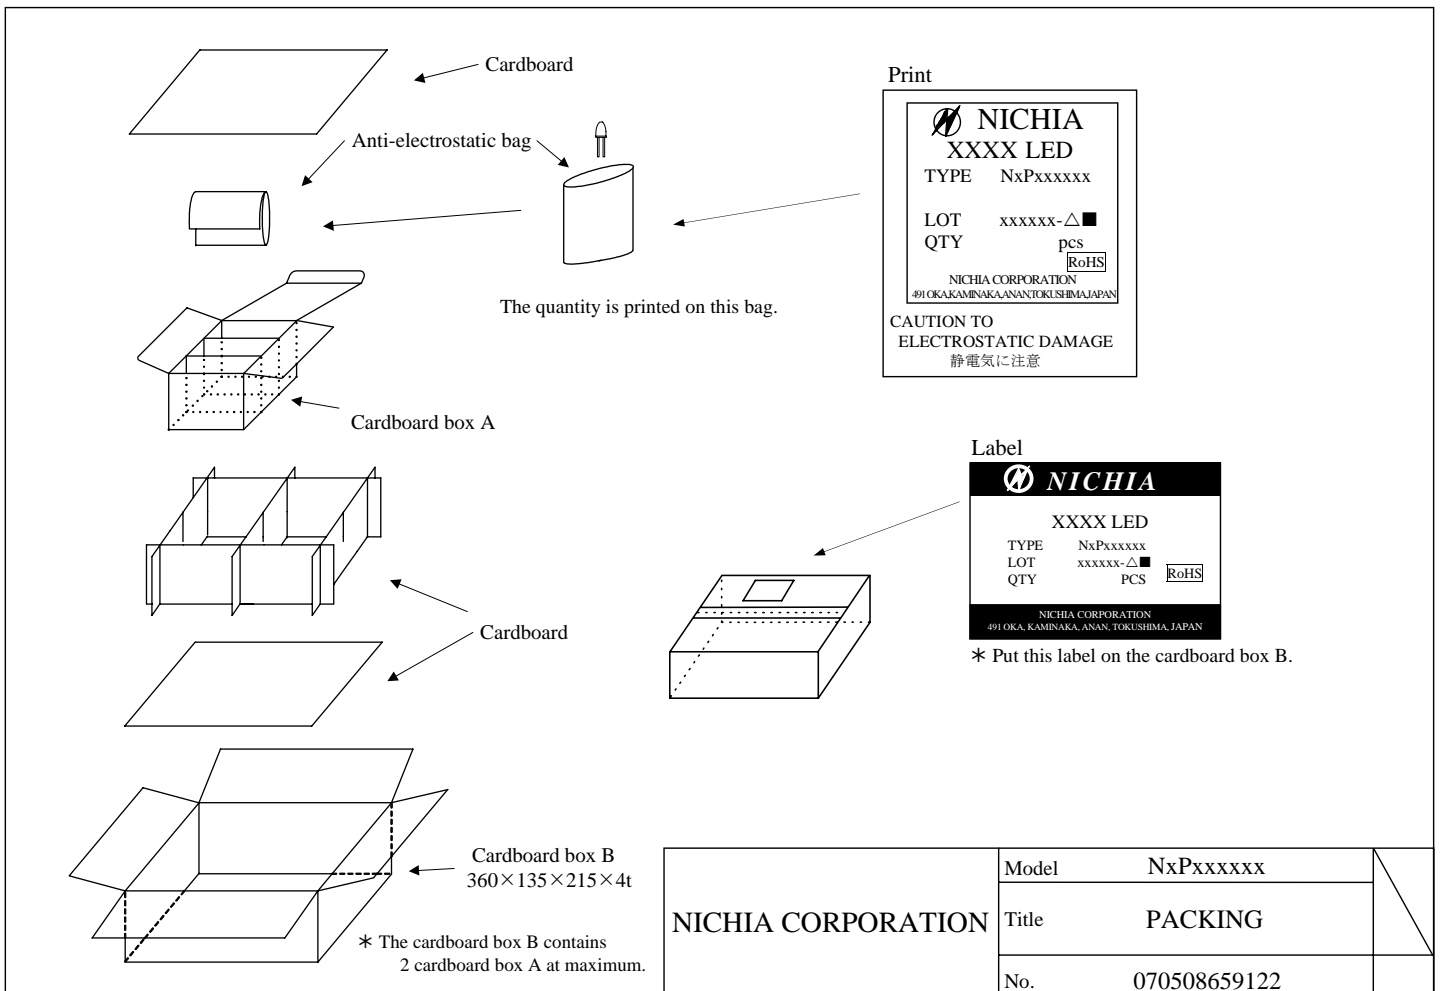 Cardboard
Anti-electrostatic bag
The quantity is printed on this bag.
Cardboard box A
Cardboard
Cardboard box B
360×135×215×4t
＊ The cardboard box B contains
2 cardboard box A at maximum.
Print
NICHIA
XXXX LED
TYPE NxPxxxxxx
LOT xxxxxx-△■
QTY pcs
RoHS
NICHIA CORPORATION
491 OKA,KAMINAKA,ANAN,TOKUSHIMA,JAPAN
CAUTION TO
ELECTROSTATIC DAMAGE
静電気に注意
Label
NICHIA
XXXX LED
TYPE NxPxxxxxx
LOT xxxxxx-△■
QTY PCS
RoHS
NICHIA CORPORATION
491 OKA, KAMINAKA, ANAN, TOKUSHIMA, JAPAN
＊ Put this label on the cardboard box B.
NICHIA CORPORATION
Model NxPxxxxxx
Title PACKING
No. 070508659122